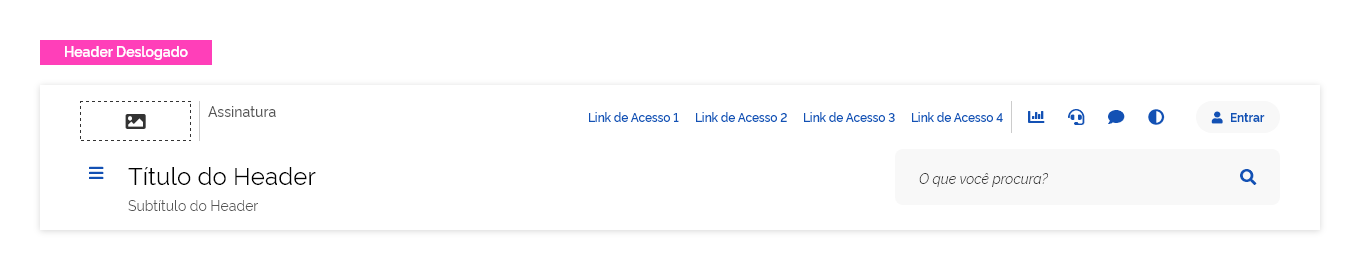 Header Deslogado
Assinatura
Link de Acesso 1 Link de Acesso 2 Link de Acesso 3 Link de Acesso 4 Entrar
Título do Header
O que você procura?
Subtítulo do Header